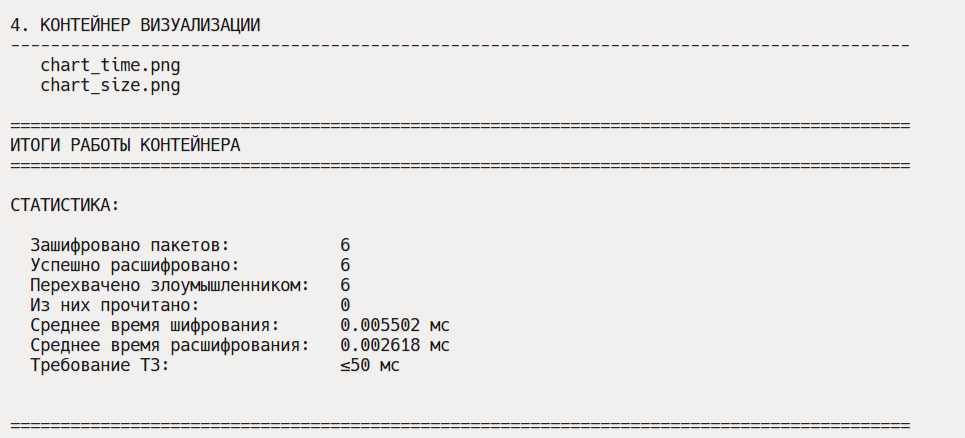 4. КОНТЕЙНЕР ВИЗУАЛИЗАЦИИ
------------------------------------------------------------------------------------------
chart_time.png
chart_size.png
==========================================================================================
ИТОГИ РАБОТЫ КОНТЕЙНЕРА
==========================================================================================
СТАТИСТИКА:
Зашифровано пакетов: 6
Успешно расшифровано: 6
Перехвачено злоумышленником: 6
Из них прочитано: 0
Среднее время шифрования: 0.005502 мс
Среднее время расшифрования: 0.002618 мс
Требование ТЗ: ≤50 мс
==========================================================================================